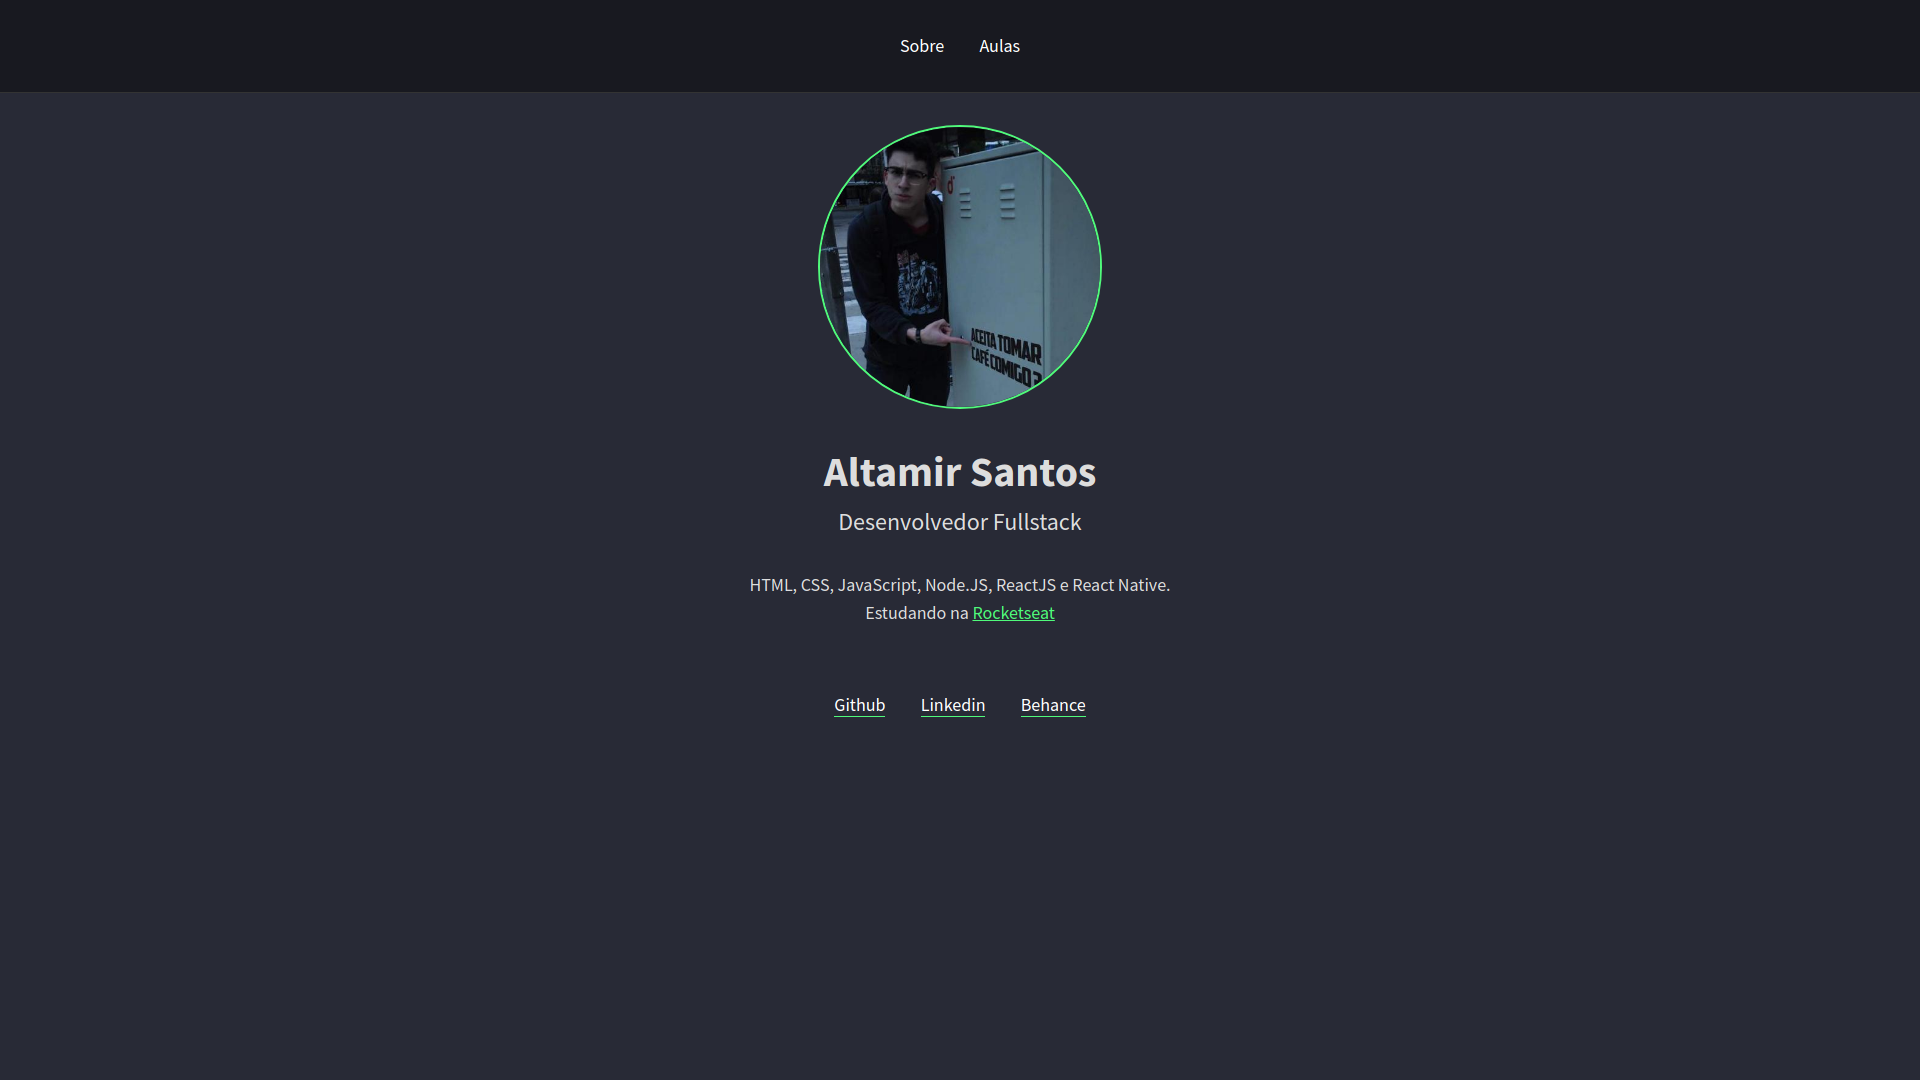 Sobre Aulas
ACEITA TOMAR
CAFÉ COMIGO?
Altamir Santos
Desenvolvedor Fullstack
HTML, CSS, JavaScript, Node.JS, ReactJS e React Native.
Estudando na Rocketseat
Github Linkedin Behance